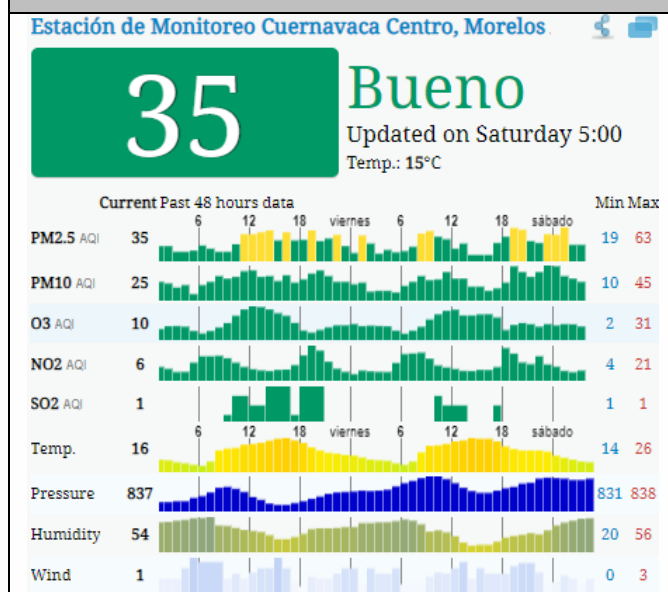 Estación de Monitoreo Cuernavaca Centro, Morelos
35
Bueno
Updated on Saturday 5:00
Temp.: 15°C
Current Past 48 hours data Min Max
6 12 18 viernes 6 12 18 sábado
PM2.5 AQI 35 19 63
PM10 AQI 25 10 45
O3 AQI 10 2 31
NO2 AQI 6 4 21
SO2 AQI 1 1 1
6 12 18 viernes 6 12 18 sábado
Temp. 16 14 26
Pressure 837 831 838
Humidity 54 20 56
Wind 1 0 3